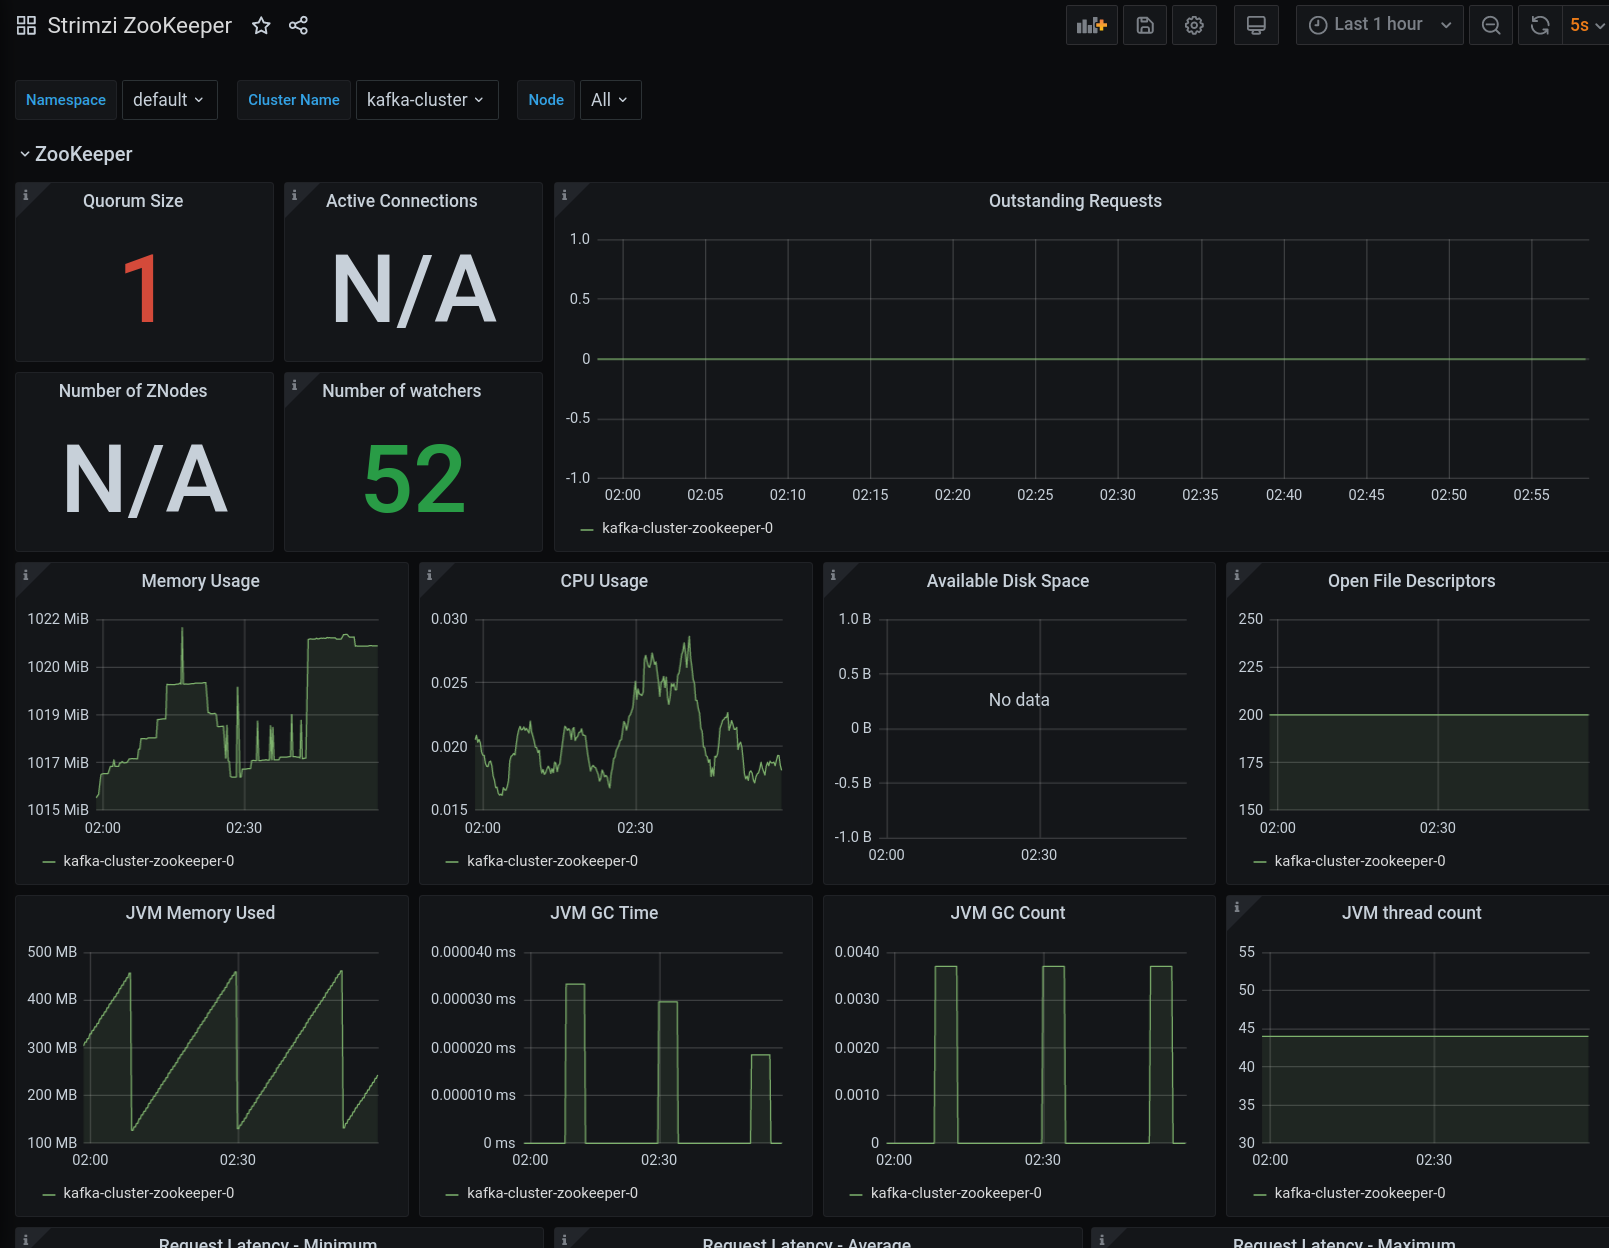 Strimzi ZooKeeper
Last 1 hour
5s
Namespace
default
Cluster Name
kafka-cluster
Node
All
ZooKeeper
Quorum Size
1
Active Connections
N/A
Outstanding Requests
1.0
0.5
0
-0.5
-1.0
02:00 02:05 02:10 02:15 02:20 02:25 02:30 02:35 02:40 02:45 02:50 02:55
kafka-cluster-zookeeper-0
Number of ZNodes
N/A
Number of watchers
52
Memory Usage
1022 MiB
1020 MiB
1019 MiB
1017 MiB
1015 MiB
02:00 02:30
kafka-cluster-zookeeper-0
CPU Usage
0.030
0.025
0.020
0.015
02:00 02:30
kafka-cluster-zookeeper-0
Available Disk Space
1.0 B
0.5 B
0 B
-0.5 B
-1.0 B
No data
02:00 02:30
Open File Descriptors
250
225
200
175
150
02:00 02:30
kafka-cluster-zookeeper-0
JVM Memory Used
500 MB
400 MB
300 MB
200 MB
100 MB
02:00 02:30
kafka-cluster-zookeeper-0
JVM GC Time
0.000040 ms
0.000030 ms
0.000020 ms
0.000010 ms
0 ms
02:00 02:30
kafka-cluster-zookeeper-0
JVM GC Count
0.0040
0.0030
0.0020
0.0010
0
02:00 02:30
kafka-cluster-zookeeper-0
JVM thread count
55
50
45
40
35
30
02:00 02:30
kafka-cluster-zookeeper-0
Request Latency - Minimum
Request Latency - Average
Request Latency - Maximum